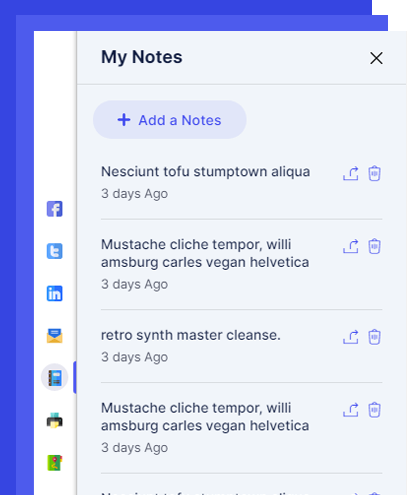 My Notes
+ Add a Notes
Nesciunt tofu stumptown aliqua
3 days Ago
Mustache cliche tempor, willi
amsburg carles vegan helvetica
3 days Ago
retro synth master cleanse.
3 days Ago
Mustache cliche tempor, willi
amsburg carles vegan helvetica
3 days Ago